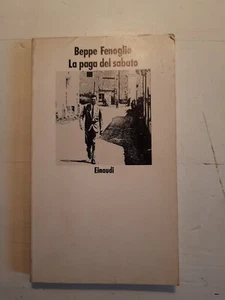 Beppe Fenoglio
La paga del sabato
Einaudi